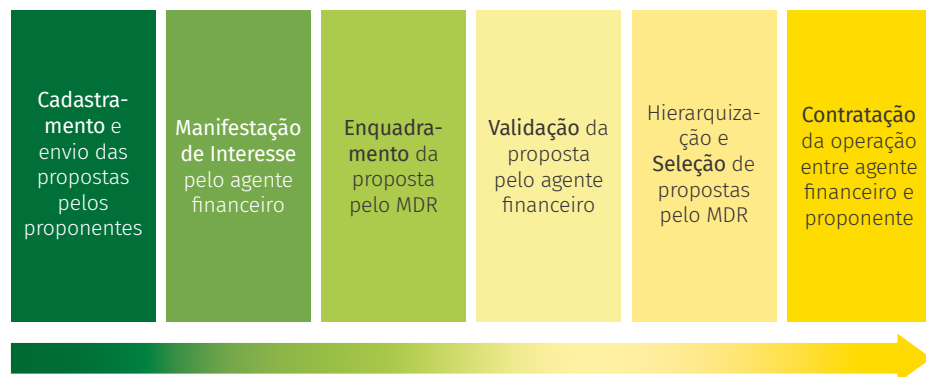 Cadastra-
mento e
envio das
propostas
pelos
proponentes
Manifestação
de Interesse
pelo agente
financeiro
Enquadra-
mento da
proposta
pelo MDR
Validação da
proposta
pelo agente
financeiro
Hierarquiza-
ção e
Seleção de
propostas
pelo MDR
Contratação
da operação
entre agente
financeiro e
proponente